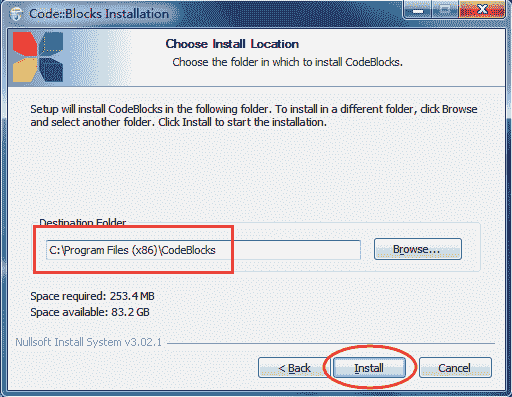 Code::Blocks Installation
Choose Install Location
Choose the folder in which to install CodeBlocks.
Setup will install CodeBlocks in the following folder. To install in a different folder, click Browse
and select another folder. Click Install to start the installation.
Destination Folder
C:\Program Files (x86)\CodeBlocks
Browse...
Space required: 253.4 MB
Space available: 83.2 GB
Nullsoft Install System v3.02.1
< Back
Install
Cancel